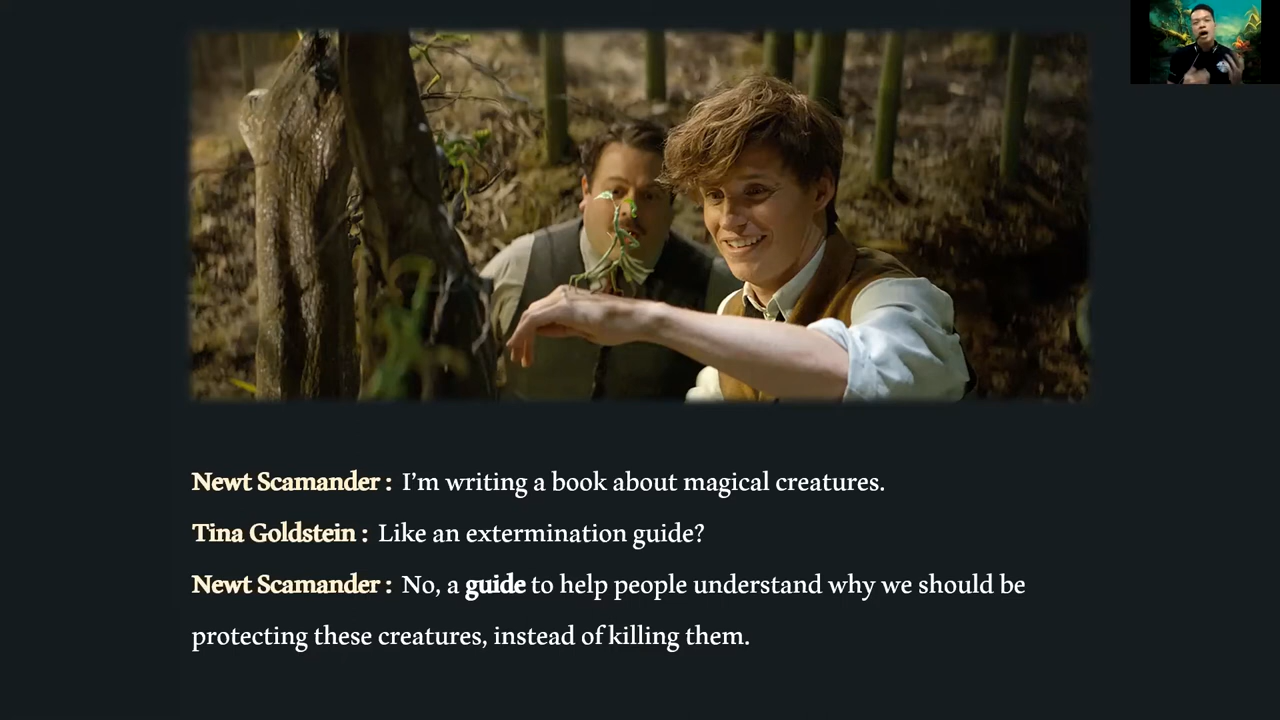 Newt Scamander : I'm writing a book about magical creatures.
Tina Goldstein : Like an extermination guide?
Newt Scamander : No, a guide to help people understand why we should be
protecting these creatures, instead of killing them.